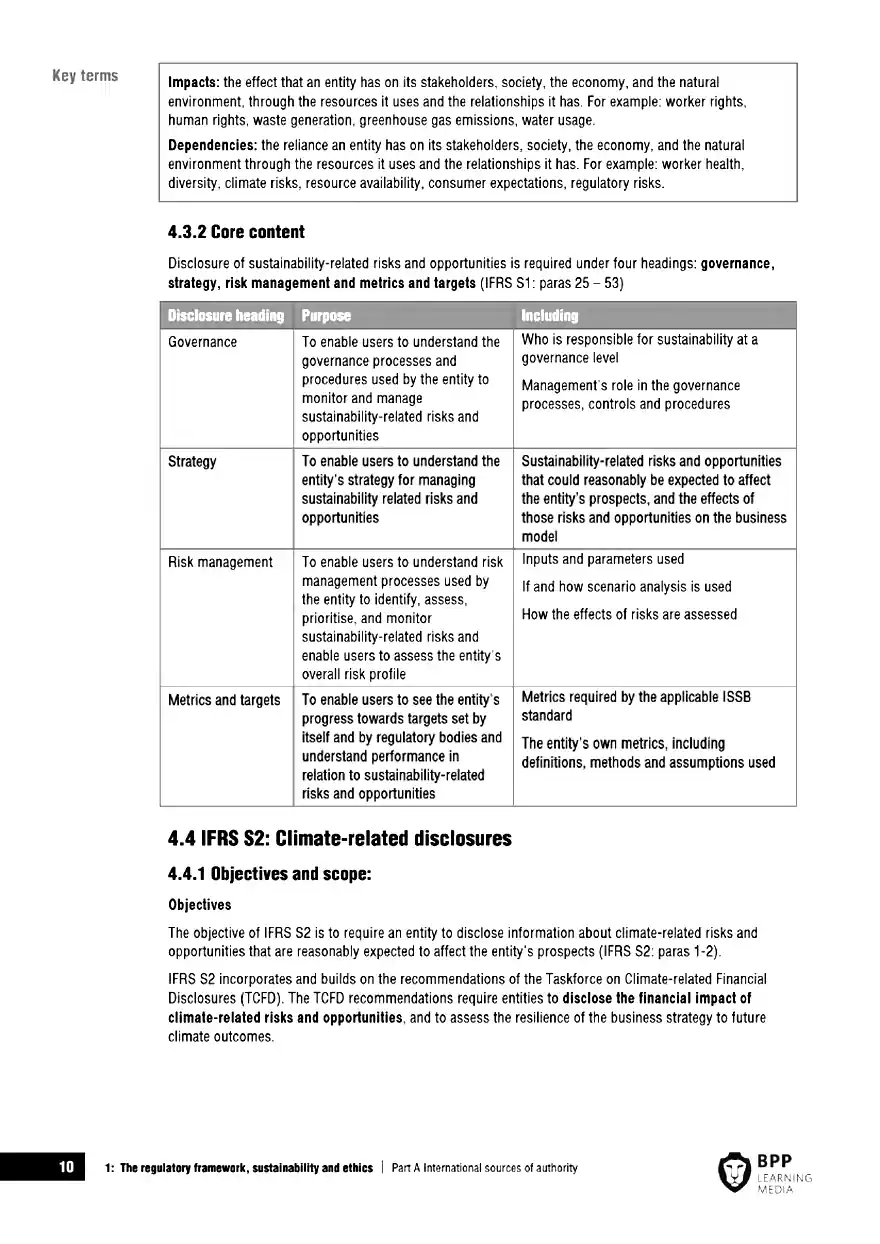 Key terms
Impacts: the effect that an entity has on its stakeholders, society, the economy, and the natural
environment, through the resources it uses and the relationships it has. For example: worker rights,
human rights, waste generation, greenhouse gas emissions, water usage.
Dependencies: the reliance an entity has on its stakeholders, society, the economy, and the natural
environment through the resources it uses and the relationships it has. For example: worker health,
diversity, climate risks, resource availability, consumer expectations, regulatory risks.
4.3.2 Core content
Disclosure of sustainability-related risks and opportunities is required under four headings: governance,
strategy, risk management and metrics and targets (IFRS S1: paras 25 – 53)
Disclosure heading
Purpose
Including
Governance
To enable users to understand the
governance processes and
procedures used by the entity to
monitor and manage
sustainability-related risks and
opportunities
Who is responsible for sustainability at a
governance level
Management's role in the governance
processes, controls and procedures
Strategy
To enable users to understand the
entity's strategy for managing
sustainability related risks and
opportunities
Sustainability-related risks and opportunities
that could reasonably be expected to affect
the entity's prospects, and the effects of
those risks and opportunities on the business
model
Risk management
To enable users to understand risk
management processes used by
the entity to identify, assess,
prioritise, and monitor
sustainability-related risks and
enable users to assess the entity's
overall risk profile
Inputs and parameters used
If and how scenario analysis is used
How the effects of risks are assessed
Metrics and targets
To enable users to see the entity's
progress towards targets set by
itself and by regulatory bodies and
understand performance in
relation to sustainability-related
risks and opportunities
Metrics required by the applicable ISSB
standard
The entity's own metrics, including
definitions, methods and assumptions used
4.4 IFRS S2: Climate-related disclosures
4.4.1 Objectives and scope:
Objectives
The objective of IFRS S2 is to require an entity to disclose information about climate-related risks and
opportunities that are reasonably expected to affect the entity's prospects (IFRS S2: paras 1-2).
IFRS S2 incorporates and builds on the recommendations of the Taskforce on Climate-related Financial
Disclosures (TCFD). The TCFD recommendations require entities to disclose the financial impact of
climate-related risks and opportunities, and to assess the resilience of the business strategy to future
climate outcomes.
10
1: The regulatory framework, sustainability and ethics | Part A International sources of authority
BPP
LEARNING
MEDIA